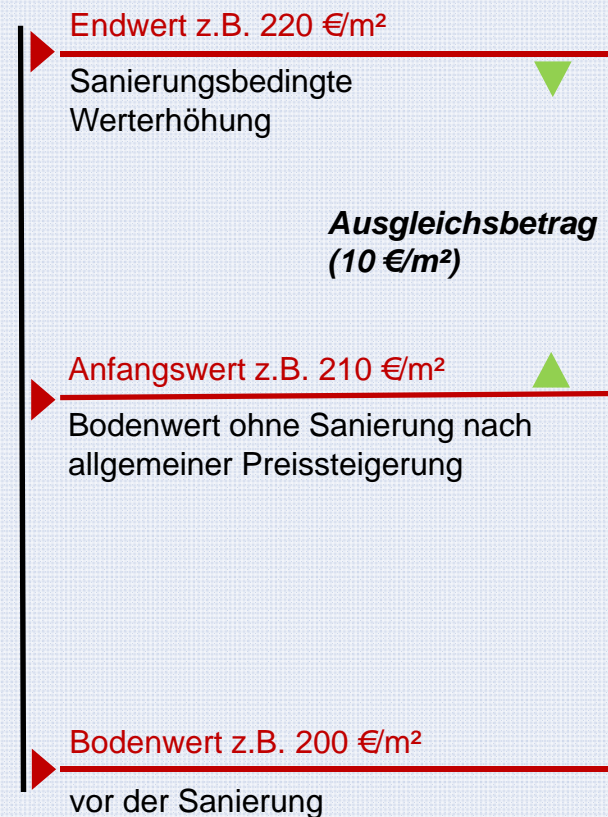 Endwert z.B. 220 €/m²
Sanierungsbedingte
Werterhöhung
Ausgleichsbetrag
(10 €/m²)
Anfangswert z.B. 210 €/m²
Bodenwert ohne Sanierung nach
allgemeiner Preissteigerung
Bodenwert z.B. 200 €/m²
vor der Sanierung